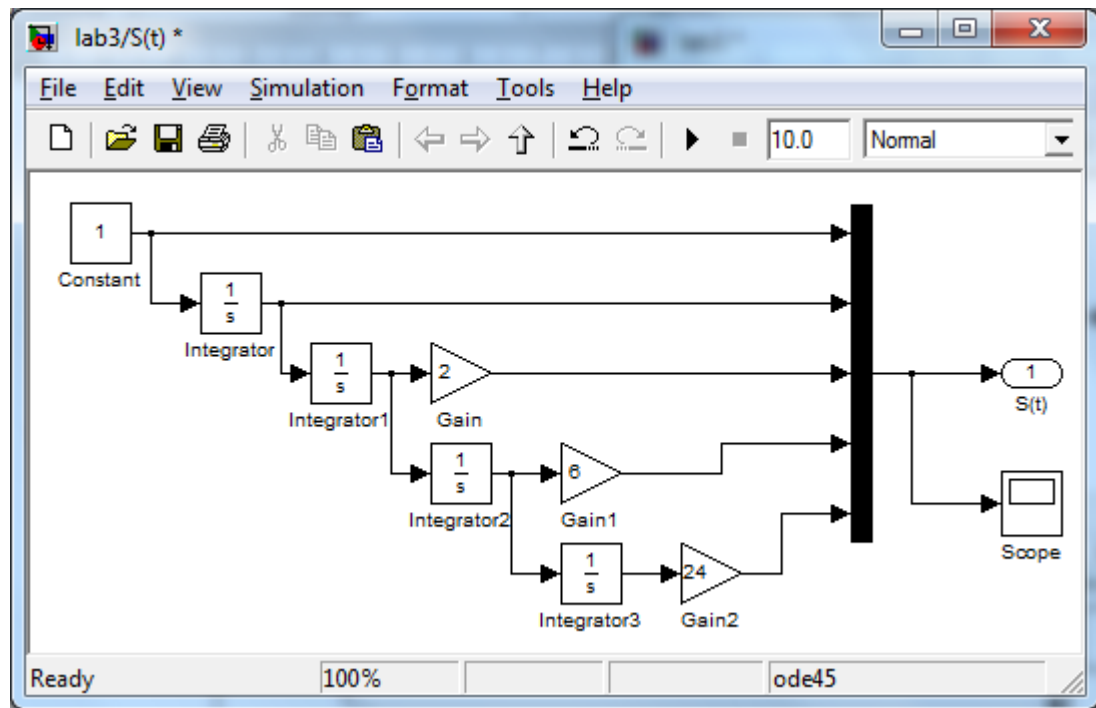 lab3/S(t) *
File Edit View Simulation Format Tools Help
10.0 Normal
1
Constant
1
s
Integrator
1
s
Integrator1
2
Gain
1
s
Integrator2
6
Gain1
1
s
Integrator3
24
Gain2
1
S(t)
Scope
Ready 100% ode45